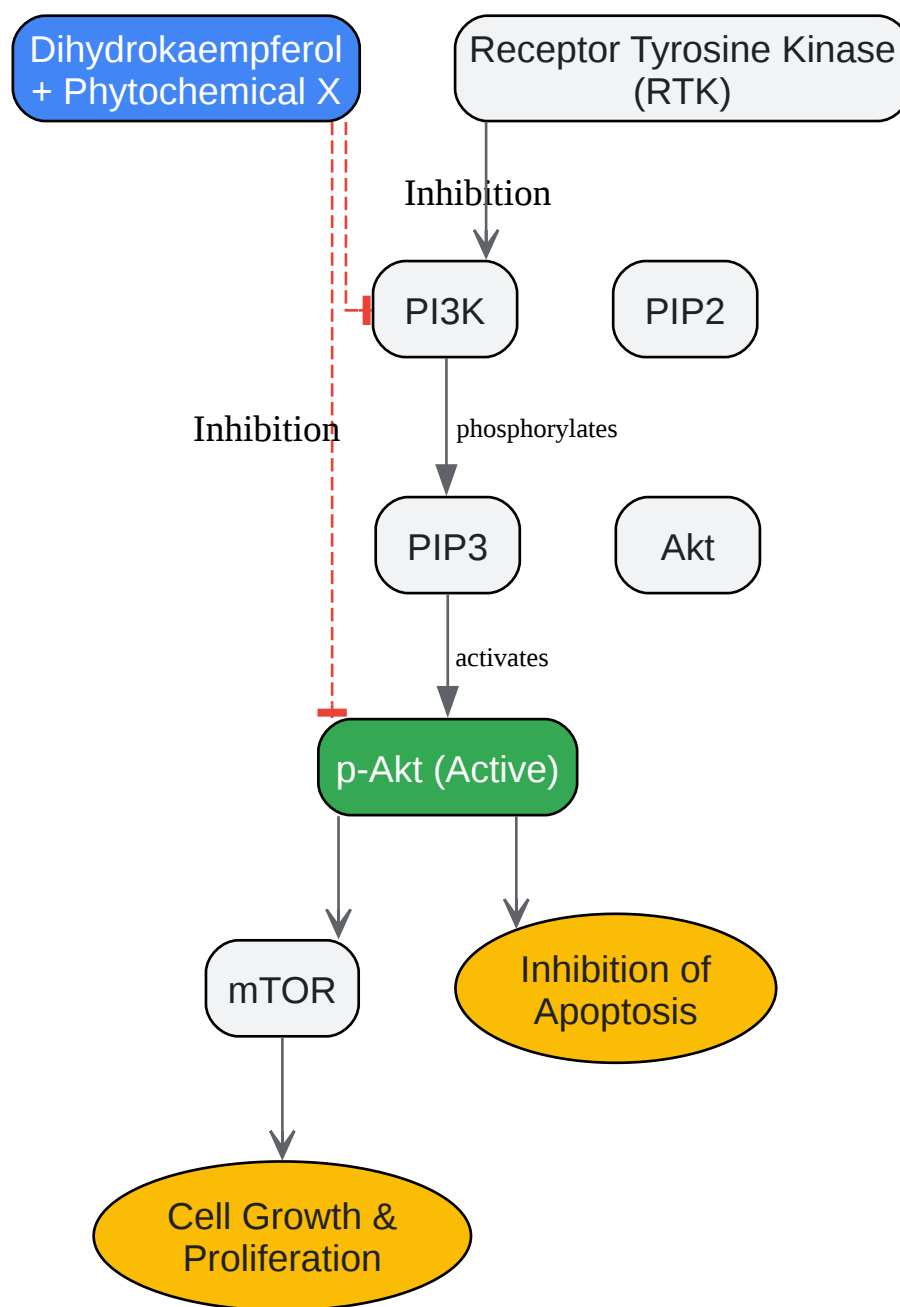 Dihydrokaempferol
+ Phytochemical X
Receptor Tyrosine Kinase
(RTK)
Inhibition
PI3K
PIP2
Inhibition
phosphorylates
PIP3
Akt
activates
p-Akt (Active)
mTOR
Inhibition of
Apoptosis
Cell Growth &
Proliferation